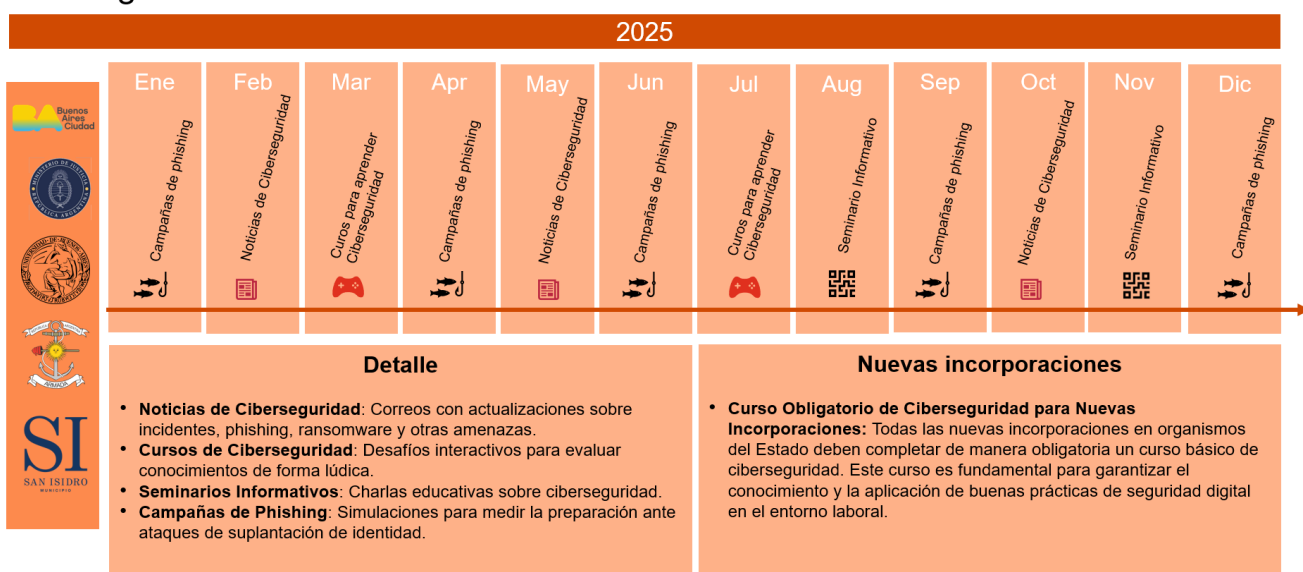 2025
Ene
Feb
Mar
Apr
May
Jun
Jul
Aug
Sep
Oct
Nov
Dic
Campañas de phishing
Noticias de Ciberseguridad
Curos para aprender
Ciberseguridad
Campañas de phishing
Noticias de Ciberseguridad
Campañas de phishing
Curos para aprender
Ciberseguridad
Seminario Informativo
Campañas de phishing
Noticias de Ciberseguridad
Seminario Informativo
Campañas de phishing
BA
Buenos
Aires
Ciudad
MINISTERIO DE JUSTICIA
REPÚBLICA ARGENTINA
ARMADA
SI
SAN ISIDRO
MUNICIPIO
Detalle
• Noticias de Ciberseguridad: Correos con actualizaciones sobre
incidentes, phishing, ransomware y otras amenazas.
• Cursos de Ciberseguridad: Desafíos interactivos para evaluar
conocimientos de forma lúdica.
• Seminarios Informativos: Charlas educativas sobre ciberseguridad.
• Campañas de Phishing: Simulaciones para medir la preparación ante
ataques de suplantación de identidad.
Nuevas incorporaciones
• Curso Obligatorio de Ciberseguridad para Nuevas
Incorporaciones: Todas las nuevas incorporaciones en organismos
del Estado deben completar de manera obligatoria un curso básico de
ciberseguridad. Este curso es fundamental para garantizar el
conocimiento y la aplicación de buenas prácticas de seguridad digital
en el entorno laboral.